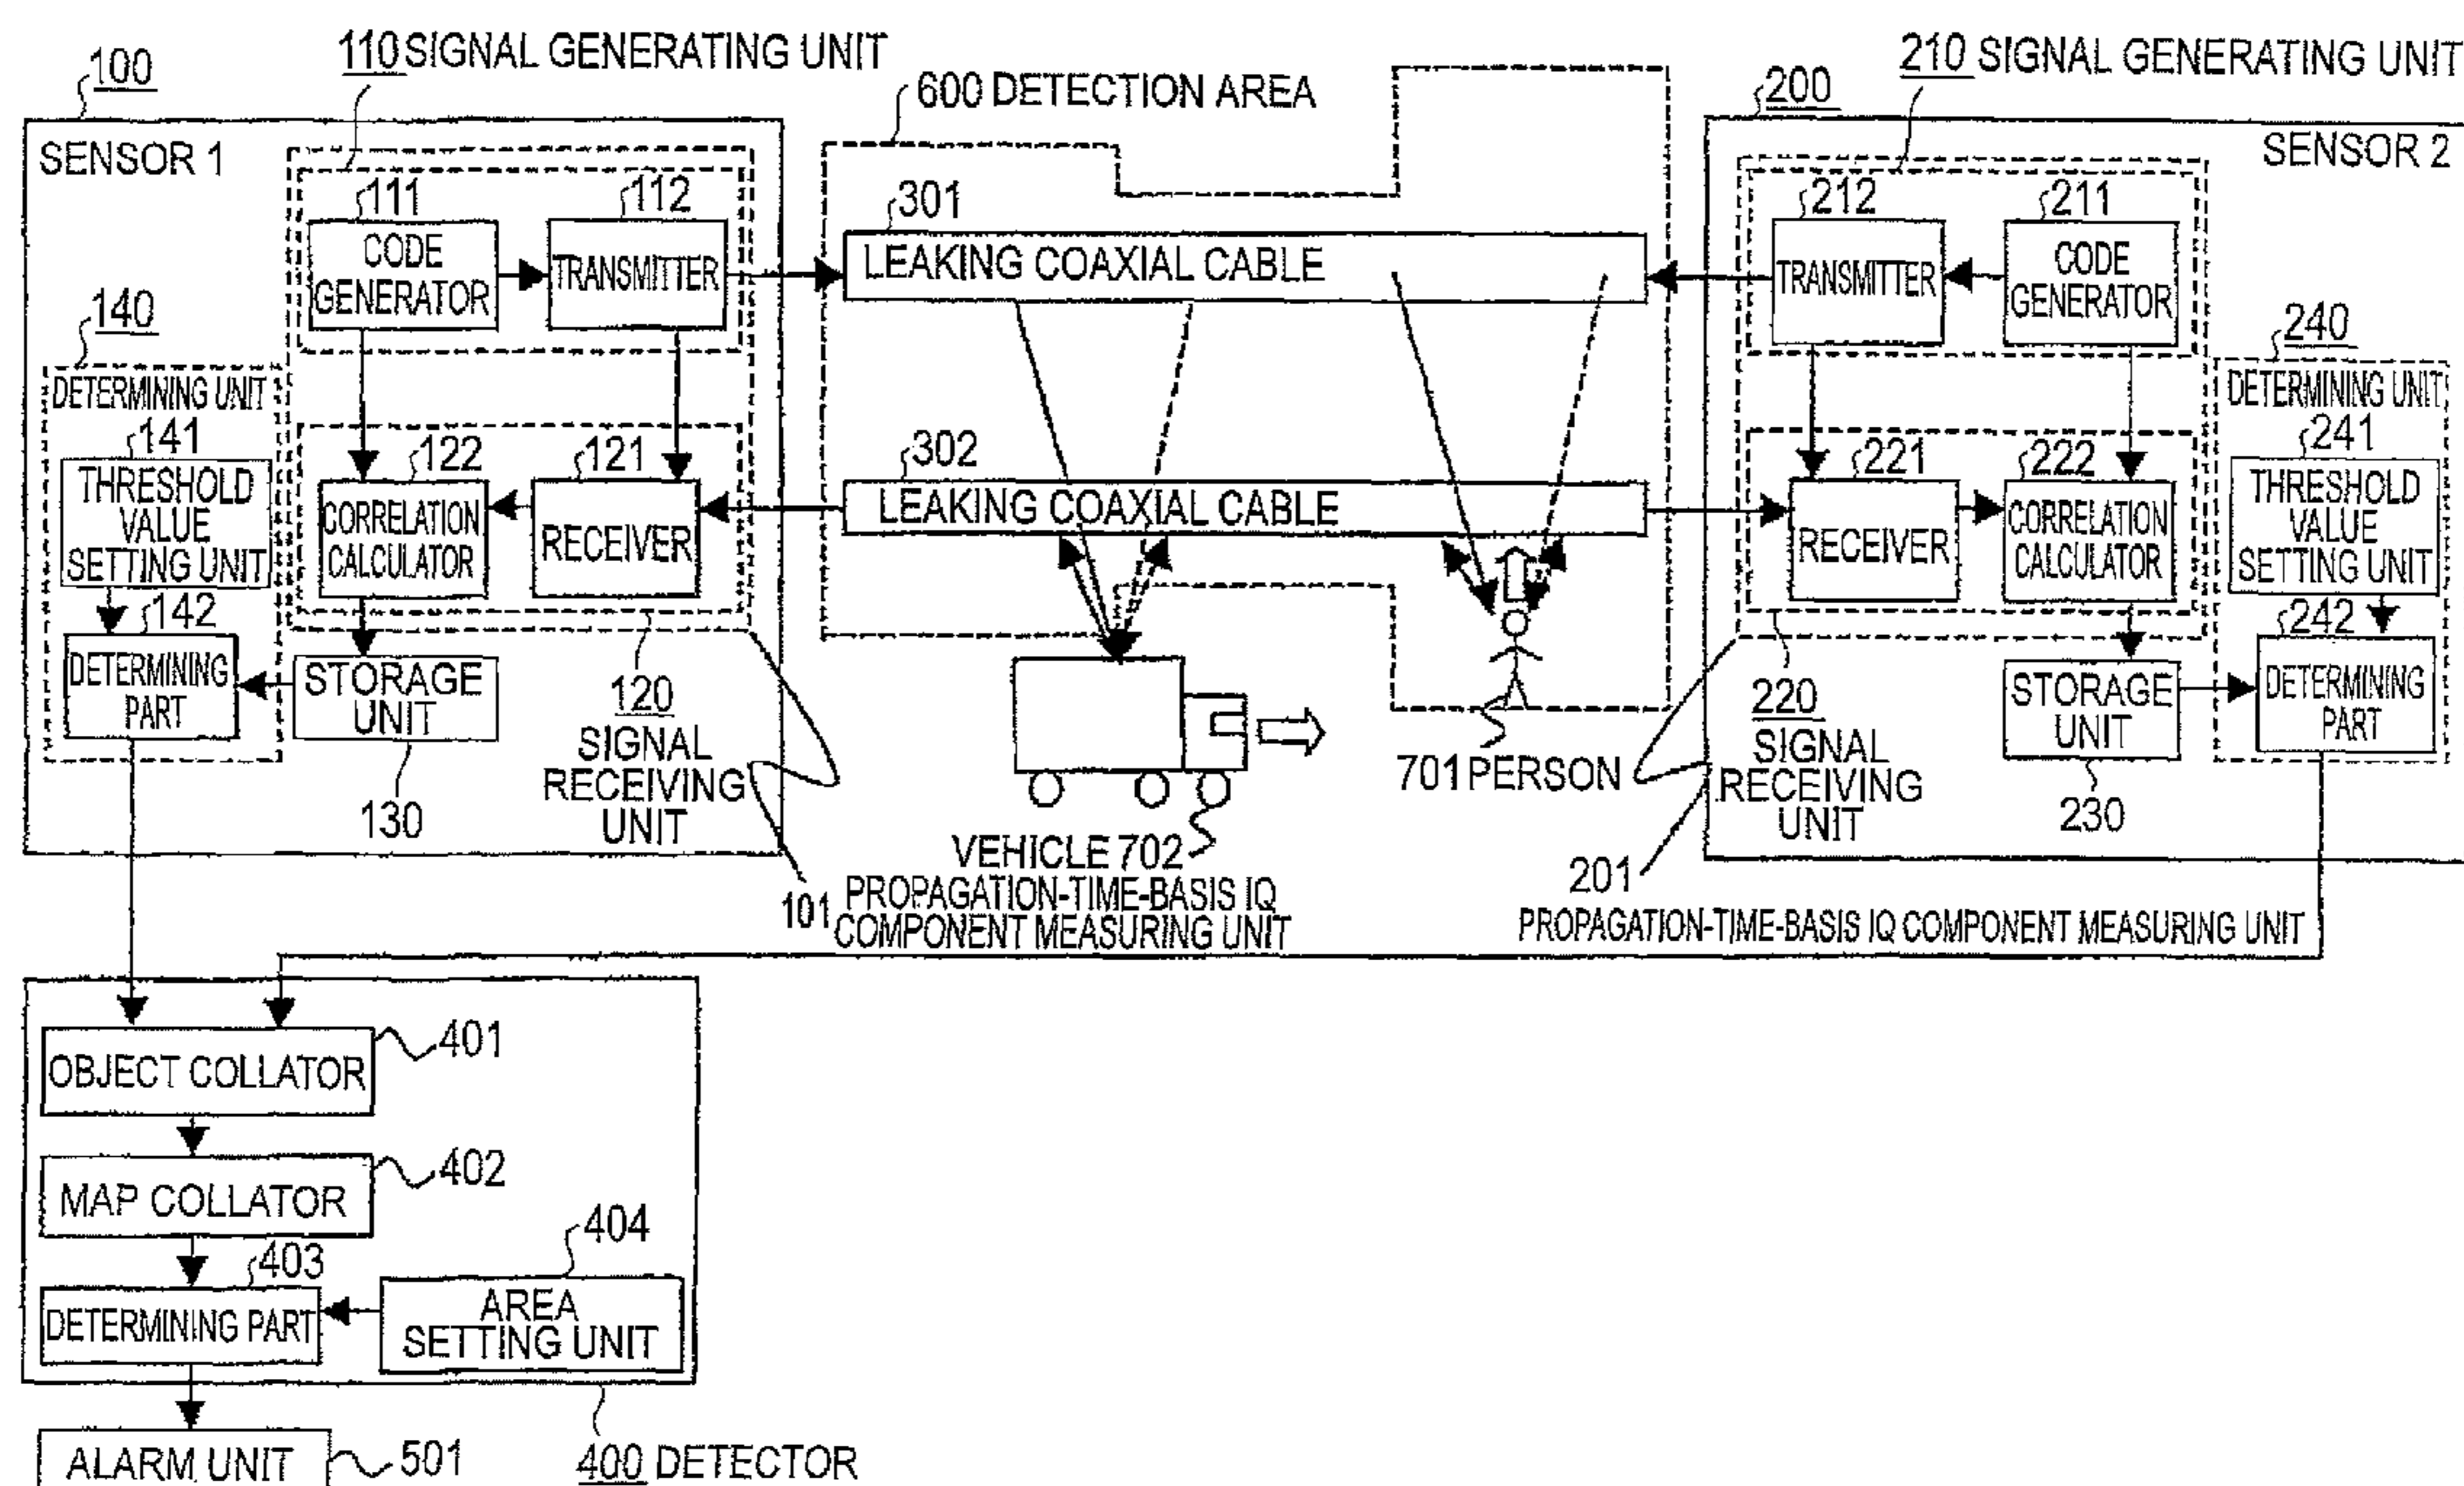 110 SIGNAL GENERATING UNIT
210 SIGNAL GENERATING UNIT
100
600 DETECTION AREA
200
SENSOR 1
SENSOR 2
111
112
301
212
211
CODE
GENERATOR
TRANSMITTER
LEAKING COAXIAL CABLE
TRANSMITTER
CODE
GENERATOR
140
240
DETERMINING UNIT
DETERMINING UNIT
141
122
121
302
221
222
241
THRESHOLD
VALUE
SETTING UNIT
CORRELATION
CALCULATOR
RECEIVER
LEAKING COAXIAL CABLE
RECEIVER
CORRELATION
CALCULATOR
THRESHOLD
VALUE
SETTING UNIT
142
242
DETERMINING
PART
STORAGE
UNIT
120
SIGNAL
RECEIVING
UNIT
130
701 PERSON
220
SIGNAL
RECEIVING
UNIT
STORAGE
UNIT
DETERMINING
PART
230
VEHICLE 702
101
PROPAGATION-TIME-BASIS IQ
COMPONENT MEASURING UNIT
201
PROPAGATION-TIME-BASIS IQ COMPONENT MEASURING UNIT
401
OBJECT COLLATOR
402
MAP COLLATOR
403
404
DETERMINING PART
AREA
SETTING UNIT
ALARM UNIT
501
400 DETECTOR